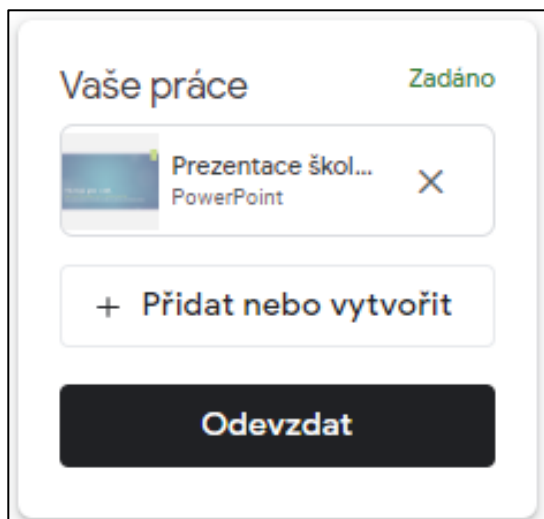 Vaše práce
Zadáno
Prezentace škol...
PowerPoint
+ Přidat nebo vytvořit
Odevzdat